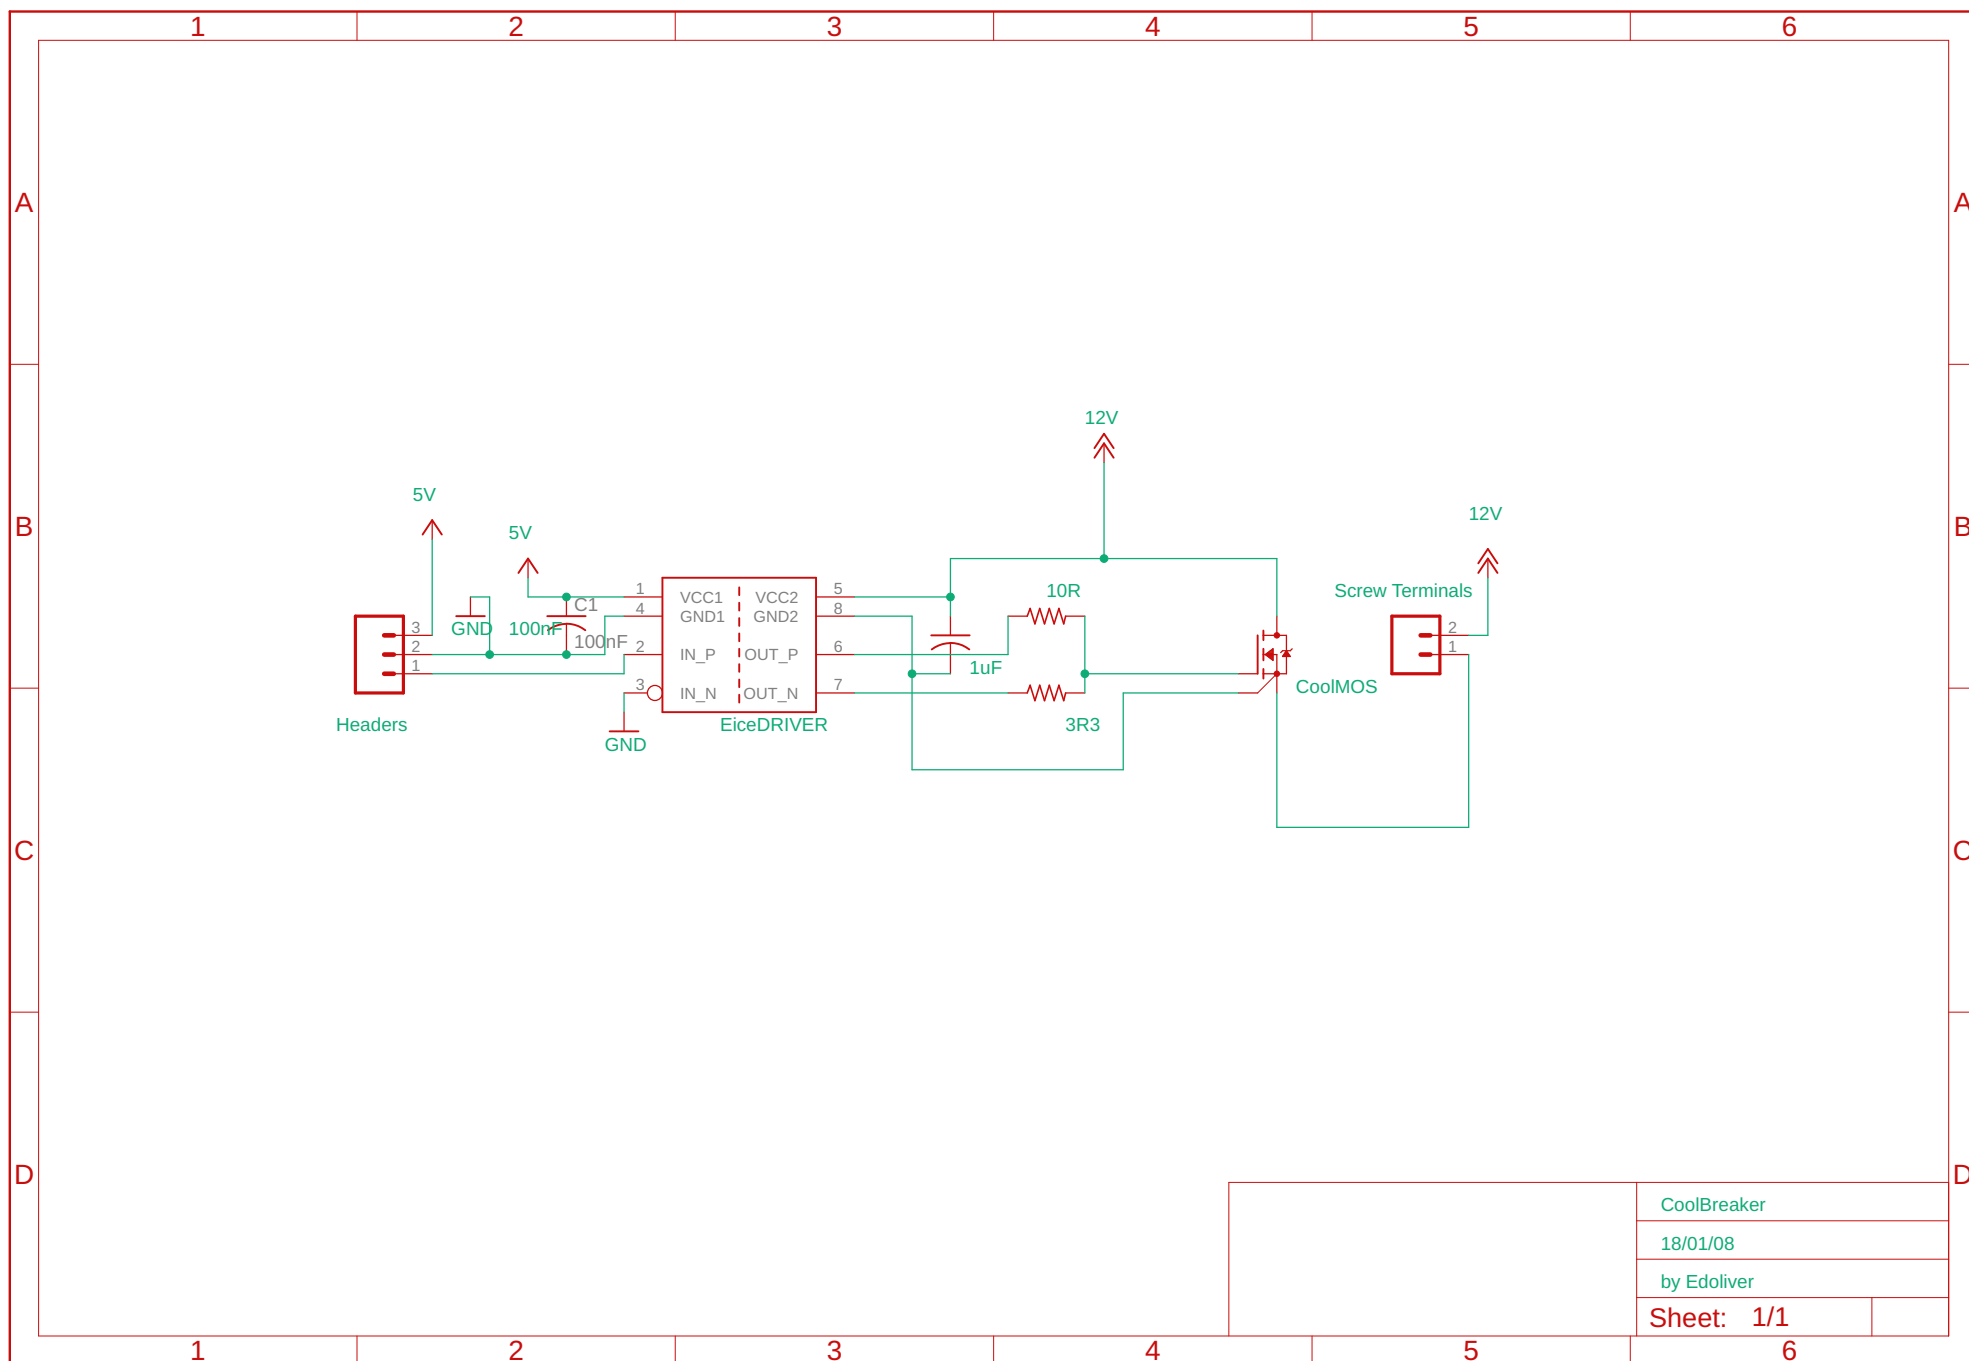 1 2 3 4 5 6
A A
12V
5V
12V
B B
5V
10R
Screw Terminals
1 VCC1 VCC2 5
C1
4 GND1 GND2 8
GND
100nF
100nF
3
2
1
2 IN_P OUT_P 6
2
1
1uF
CoolMOS
3 IN_N OUT_N 7
Headers
EiceDRIVER
3R3
GND
C C
D D
CoolBreaker
18/01/08
by Edoliver
Sheet: 1/1
1 2 3 4 5 6